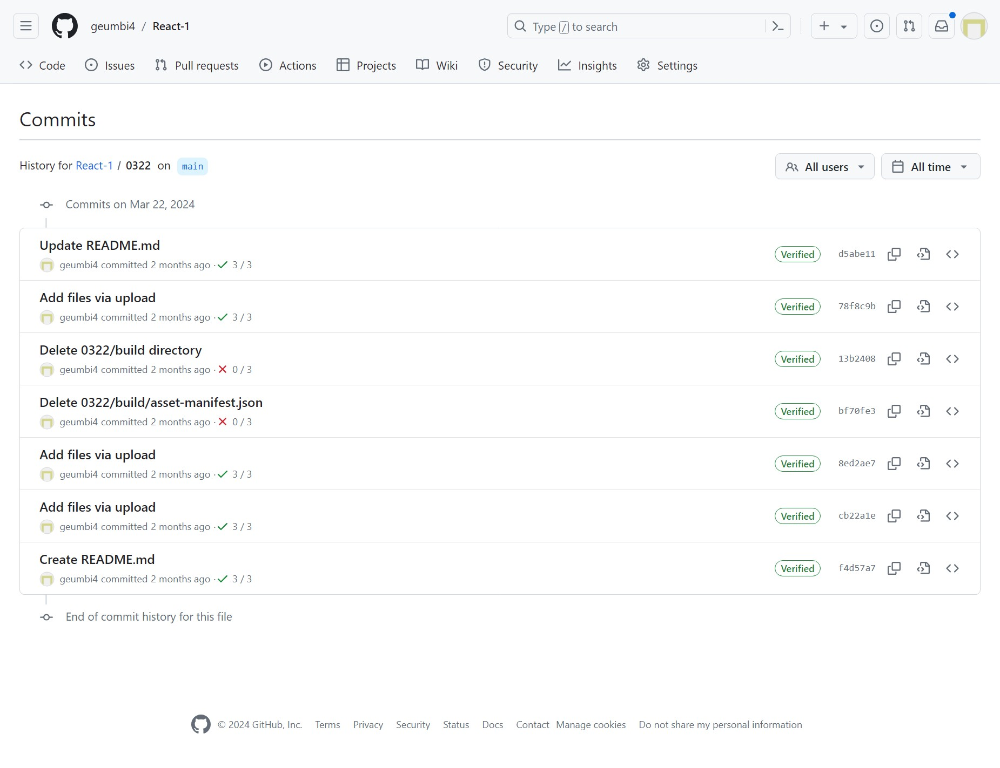 geumbi4 / React-1
Type / to search
Code Issues Pull requests Actions Projects Wiki Security Insights Settings
Commits
History for React-1 / 0322 on main
All users All time
Commits on Mar 22, 2024
Update README.md
geumbi4 committed 2 months ago · 3 / 3
Verified d5abe11
Add files via upload
geumbi4 committed 2 months ago · 3 / 3
Verified 78f8c9b
Delete 0322/build directory
geumbi4 committed 2 months ago · 0 / 3
Verified 13b2408
Delete 0322/build/asset-manifest.json
geumbi4 committed 2 months ago · 0 / 3
Verified bf70fe3
Add files via upload
geumbi4 committed 2 months ago · 3 / 3
Verified 8ed2ae7
Add files via upload
geumbi4 committed 2 months ago · 3 / 3
Verified cb22a1e
Create README.md
geumbi4 committed 2 months ago · 3 / 3
Verified f4d57a7
End of commit history for this file
© 2024 GitHub, Inc. Terms Privacy Security Status Docs Contact Manage cookies Do not share my personal information